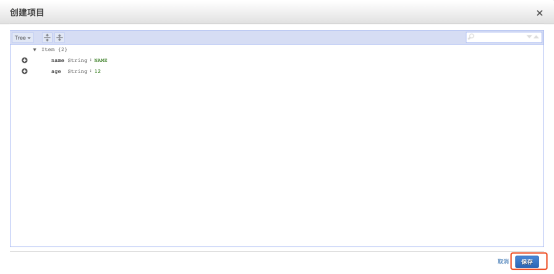 创建项目
Tree
Item {2}
name String : NAME
age String : 12
取消 保存